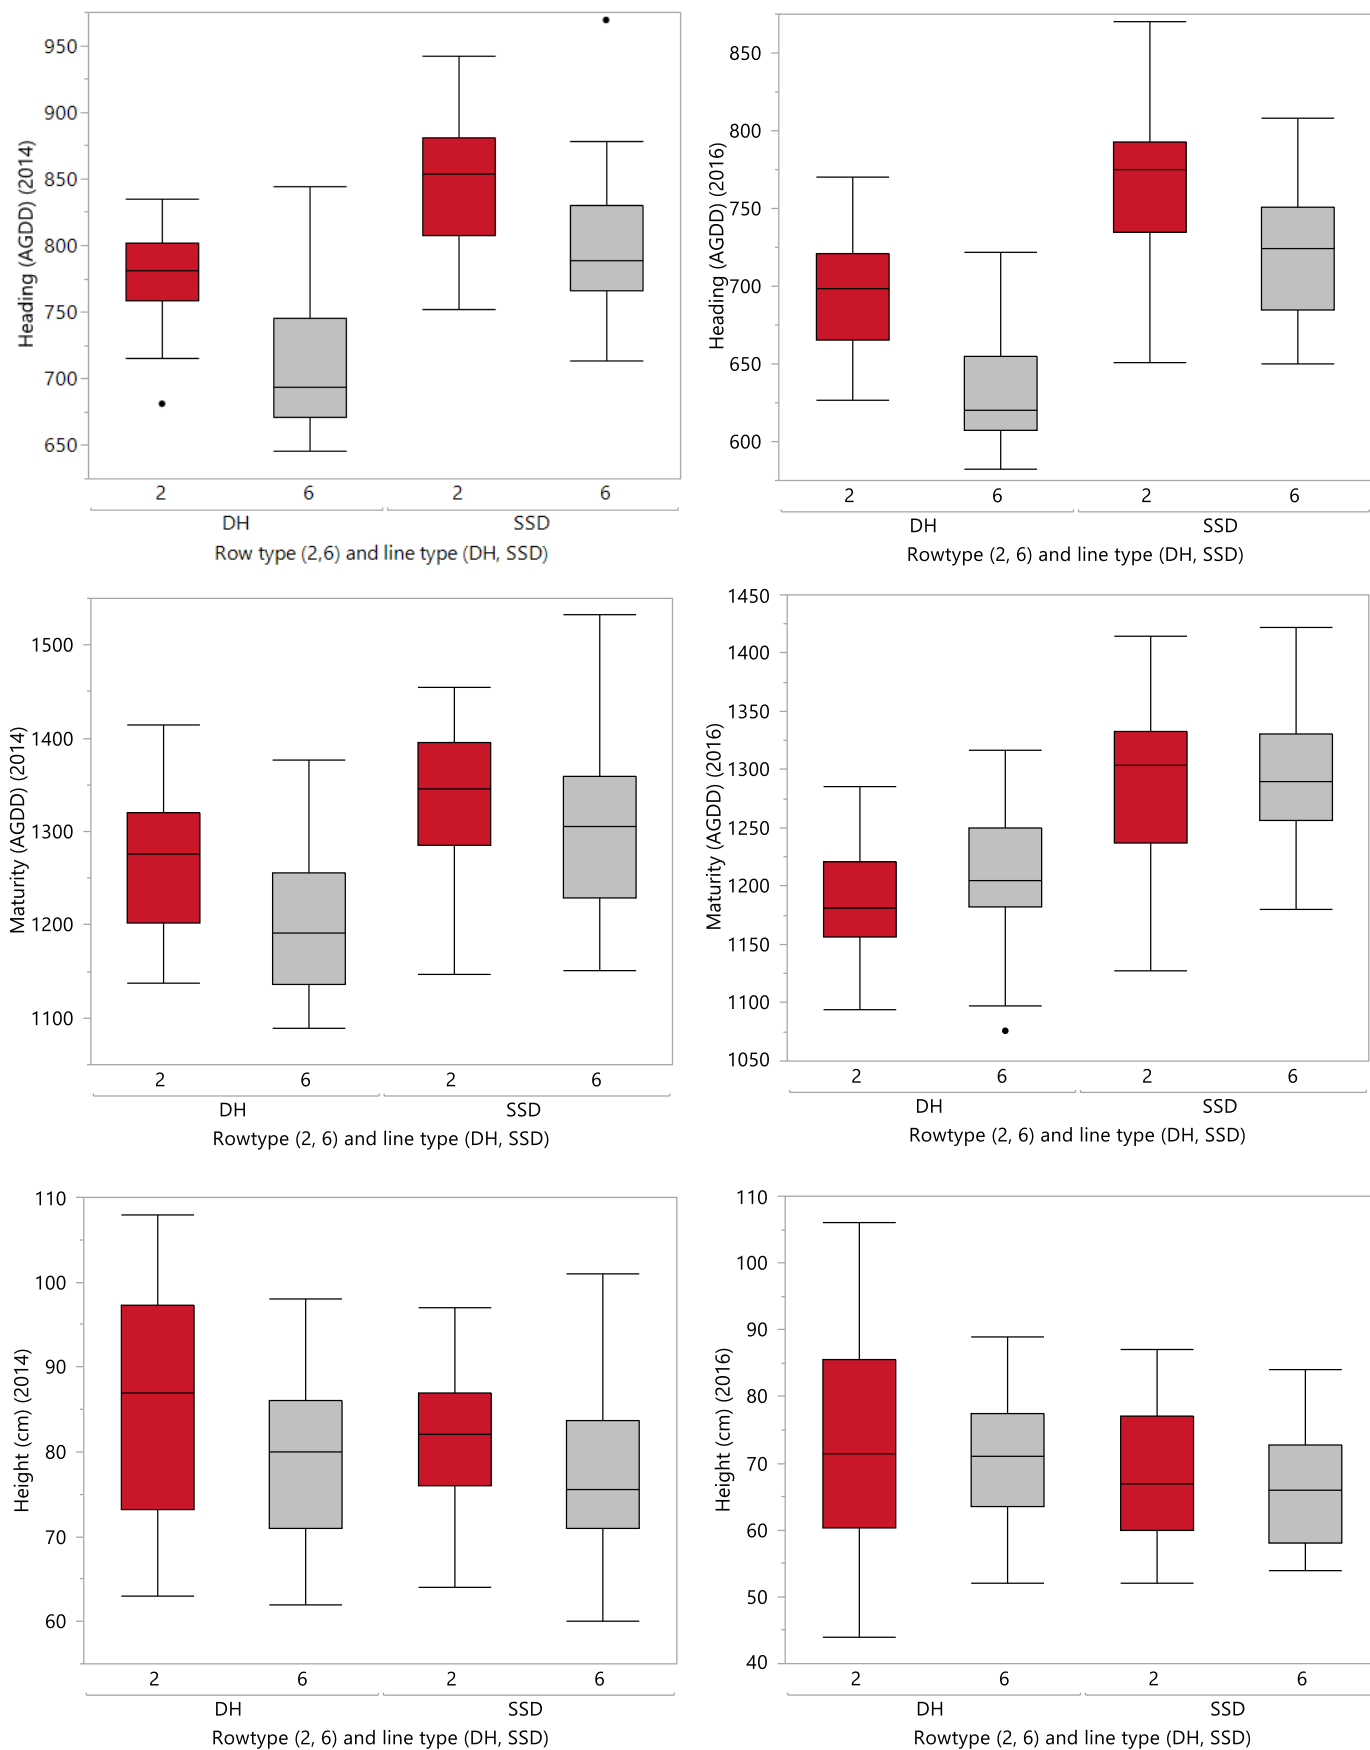 Heading (AGDD) (2014)
950
900
850
800
750
700
650
2 6 2 6
DH SSD
Row type (2,6) and line type (DH, SSD)
Heading (AGDD) (2016)
850
800
750
700
650
600
2 6 2 6
DH SSD
Rowtype (2, 6) and line type (DH, SSD)
Maturity (AGDD) (2014)
1500
1400
1300
1200
1100
2 6 2 6
DH SSD
Rowtype (2, 6) and line type (DH, SSD)
Maturity (AGDD) (2016)
1450
1400
1350
1300
1250
1200
1150
1100
1050
2 6 2 6
DH SSD
Rowtype (2, 6) and line type (DH, SSD)
Height (cm) (2014)
110
100
90
80
70
60
2 6 2 6
DH SSD
Rowtype (2, 6) and line type (DH, SSD)
Height (cm) (2016)
110
100
90
80
70
60
50
40
2 6 2 6
DH SSD
Rowtype (2, 6) and line type (DH, SSD)